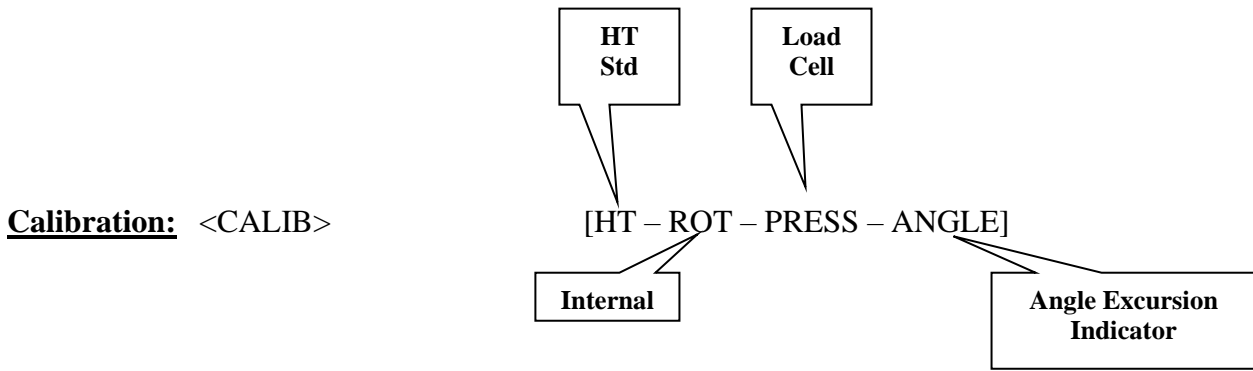 HT
Std
Load
Cell
Calibration: <CALIB> [HT – ROT – PRESS – ANGLE]
Internal
Angle Excursion
Indicator